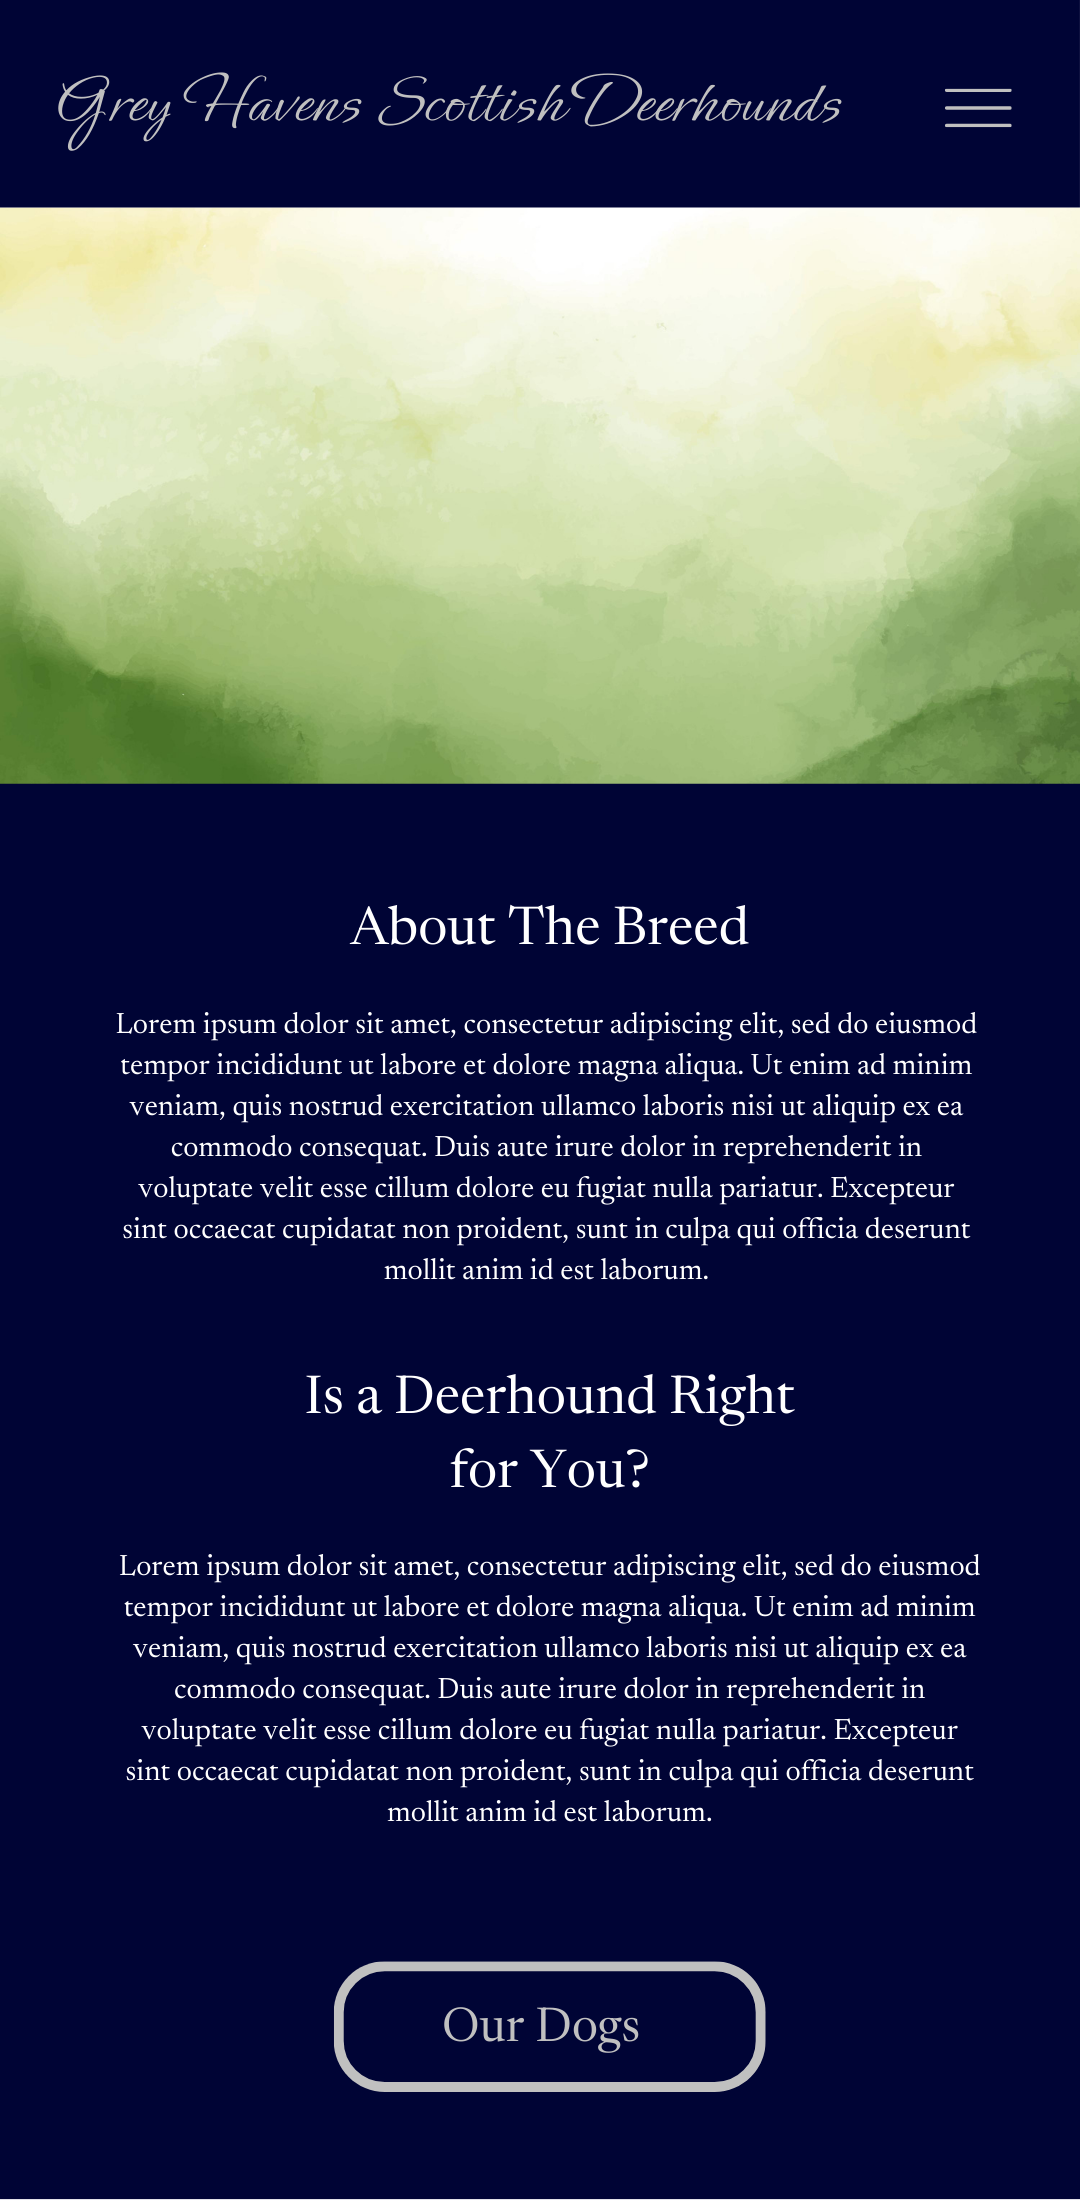 Grey Havens Scottish Deerhounds
About The Breed
Lorem ipsum dolor sit amet, consectetur adipiscing elit, sed do eiusmod
tempor incididunt ut labore et dolore magna aliqua. Ut enim ad minim
veniam, quis nostrud exercitation ullamco laboris nisi ut aliquip ex ea
commodo consequat. Duis aute irure dolor in reprehenderit in
voluptate velit esse cillum dolore eu fugiat nulla pariatur. Excepteur
sint occaecat cupidatat non proident, sunt in culpa qui officia deserunt
mollit anim id est laborum.
Is a Deerhound Right
for You?
Lorem ipsum dolor sit amet, consectetur adipiscing elit, sed do eiusmod
tempor incididunt ut labore et dolore magna aliqua. Ut enim ad minim
veniam, quis nostrud exercitation ullamco laboris nisi ut aliquip ex ea
commodo consequat. Duis aute irure dolor in reprehenderit in
voluptate velit esse cillum dolore eu fugiat nulla pariatur. Excepteur
sint occaecat cupidatat non proident, sunt in culpa qui officia deserunt
mollit anim id est laborum.
Our Dogs